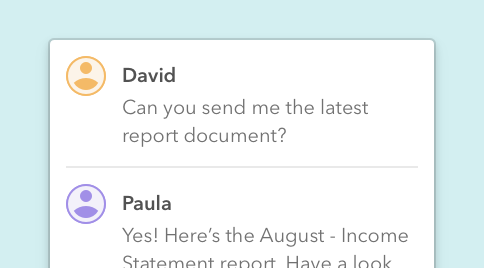 David
Can you send me the latest
report document?
Paula
Yes! Here’s the August - Income
Statement report. Have a look